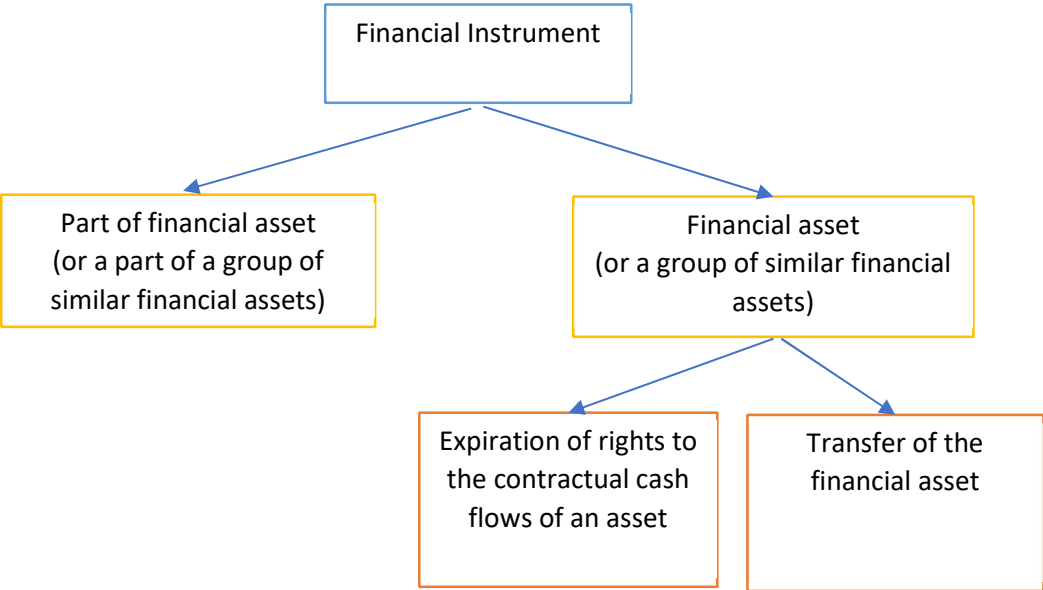 Financial Instrument
Part of financial asset
(or a part of a group of
similar financial assets)
Financial asset
(or a group of similar financial
assets)
Expiration of rights to
the contractual cash
flows of an asset
Transfer of the
financial asset